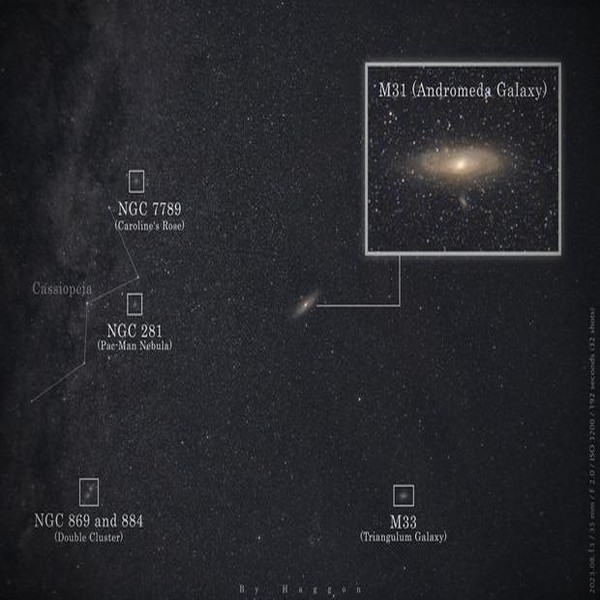 M31 (Andromeda Galaxy)
NGC 7789
(Caroline's Rose)
Cassiopeia
NGC 281
(Pac-Man Nebula)
NGC 869 and 884
(Double Cluster)
M33
(Triangulum Galaxy)
By Haggon
2023.08.13 / 35 mm / F 2.0 / ISO 3200 / 192 seconds (32 shots)